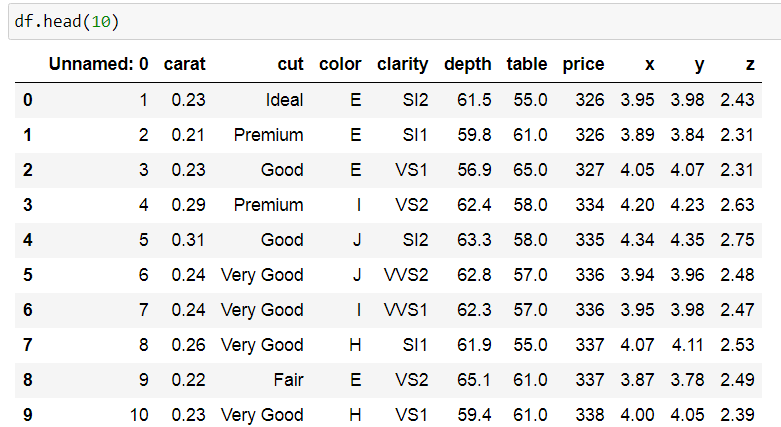 df.head(10)
Unnamed: 0 carat cut color clarity depth table price x y z
0 1 0.23 Ideal E SI2 61.5 55.0 326 3.95 3.98 2.43
1 2 0.21 Premium E SI1 59.8 61.0 326 3.89 3.84 2.31
2 3 0.23 Good E VS1 56.9 65.0 327 4.05 4.07 2.31
3 4 0.29 Premium I VS2 62.4 58.0 334 4.20 4.23 2.63
4 5 0.31 Good J SI2 63.3 58.0 335 4.34 4.35 2.75
5 6 0.24 Very Good J VVS2 62.8 57.0 336 3.94 3.96 2.48
6 7 0.24 Very Good I VVS1 62.3 57.0 336 3.95 3.98 2.47
7 8 0.26 Very Good H SI1 61.9 55.0 337 4.07 4.11 2.53
8 9 0.22 Fair E VS2 65.1 61.0 337 3.87 3.78 2.49
9 10 0.23 Very Good H VS1 59.4 61.0 338 4.00 4.05 2.39